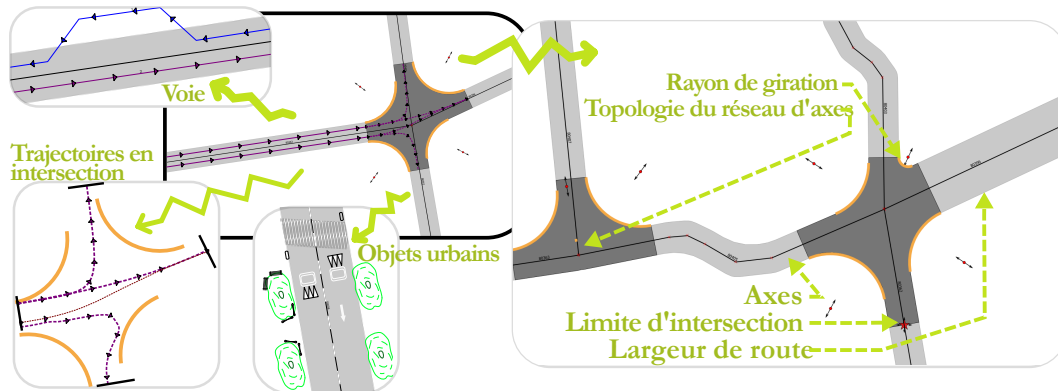 Voie
Trajectoires en
intersection
Objets urbains
Rayon de giration
Topologie du réseau d'axes
Axes
Limite d'intersection
Largeur de route